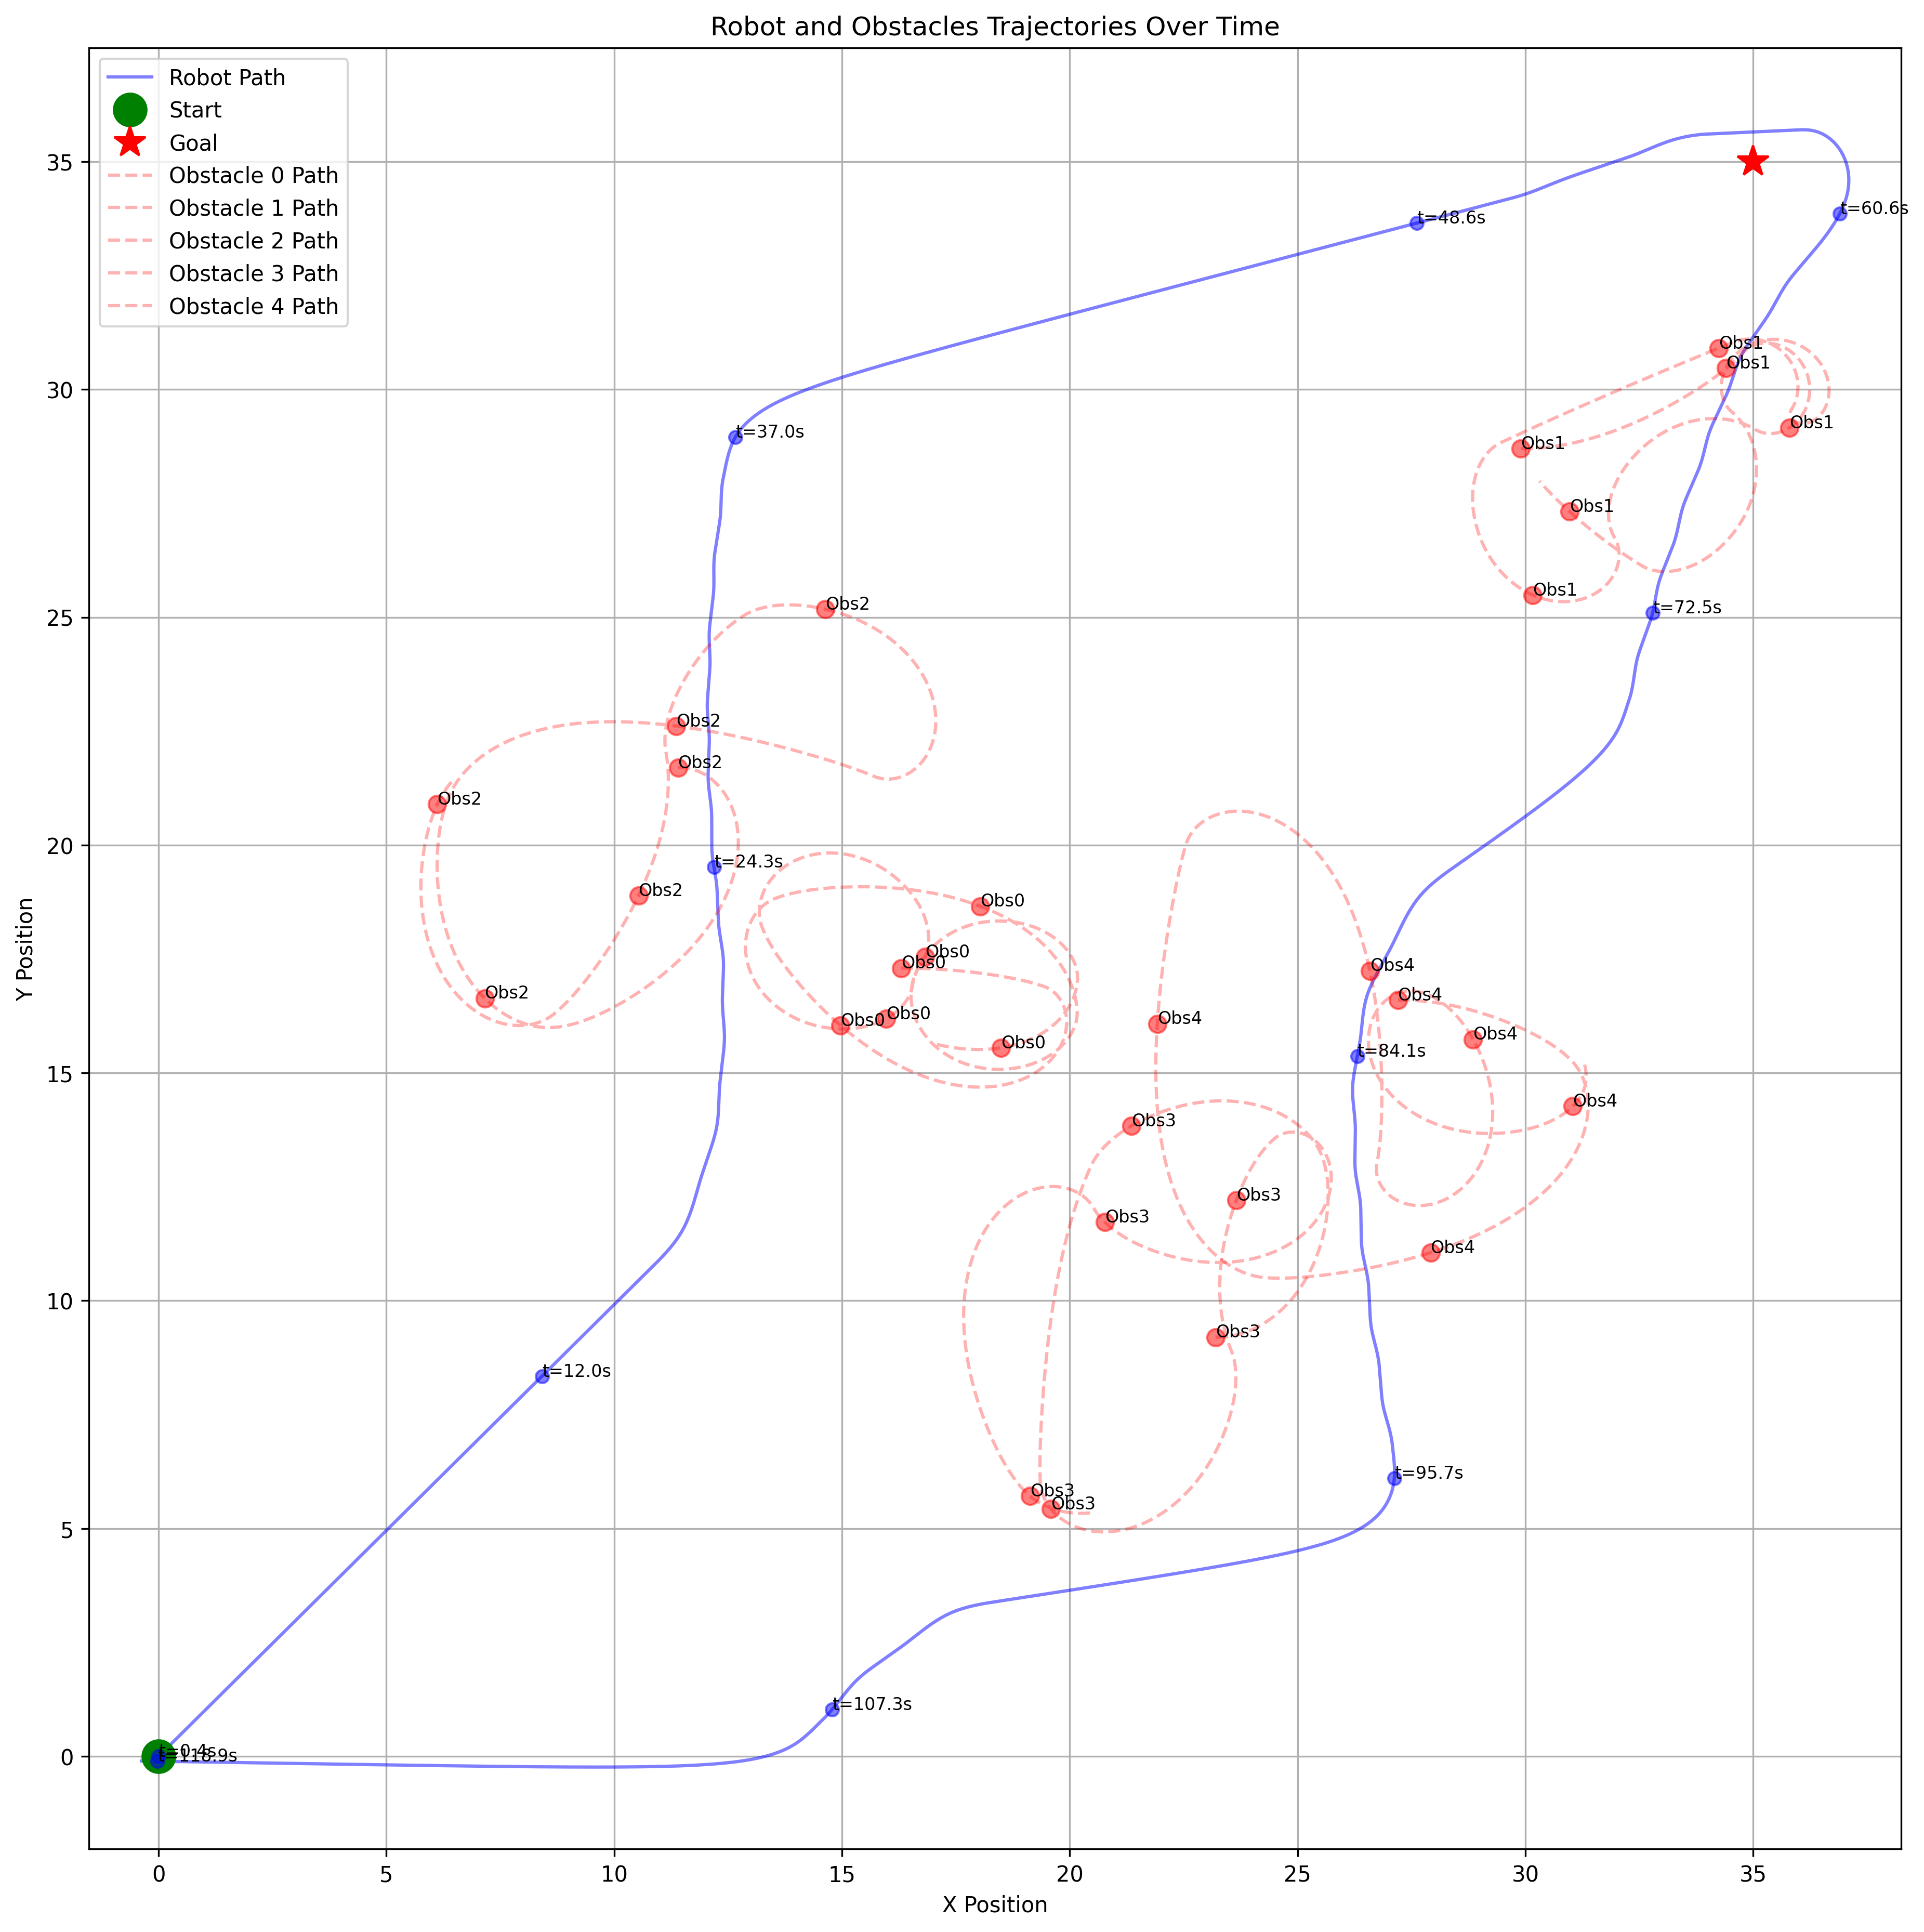 Robot and Obstacles Trajectories Over Time
Robot Path
Start
Goal
Obstacle 0 Path
Obstacle 1 Path
Obstacle 2 Path
Obstacle 3 Path
Obstacle 4 Path
t=48.6s
t=60.6s
Obs1
Obs1
Obs1
Obs1
Obs1
Obs1
t=37.0s
t=72.5s
Obs2
Obs2
Obs2
Obs2
Obs2
Obs2
t=24.3s
Obs0
Obs0
Obs0
Obs0
Obs0
Obs0
Obs4
Obs4
Obs4
Obs4
Obs4
Obs4
t=84.1s
Obs3
Obs3
Obs3
Obs3
Obs3
Obs3
t=12.0s
t=95.7s
t=107.3s
t=0.4s
t=118.9s
35
30
25
20
15
10
5
0
Y Position
0 5 10 15 20 25 30 35
X Position